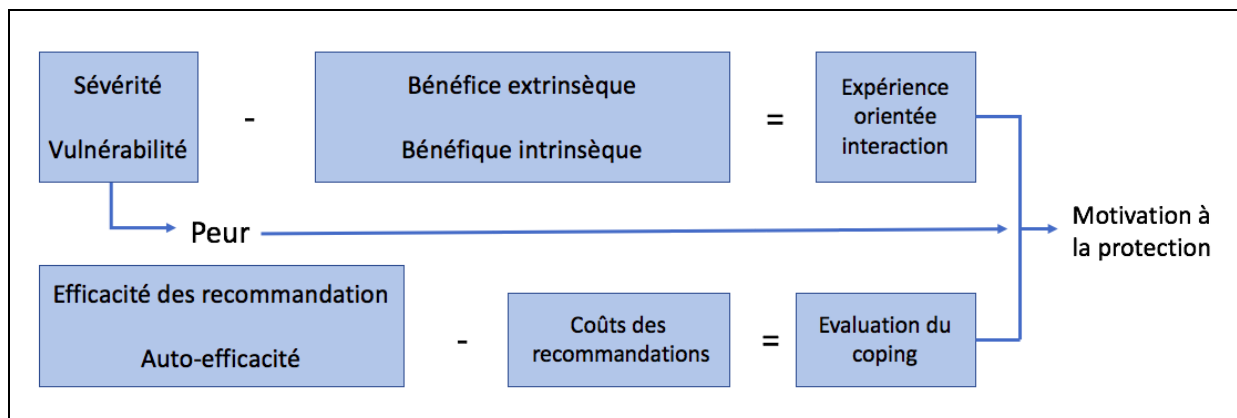 Sévérité
Vulnérabilité
-
Bénéfice extrinsèque
Bénéfique intrinsèque
=
Expérience
orientée
interaction
Peur
Motivation à
la protection
Efficacité des recommandation
Auto-efficacité
-
Coûts des
recommandations
=
Evaluation du
coping